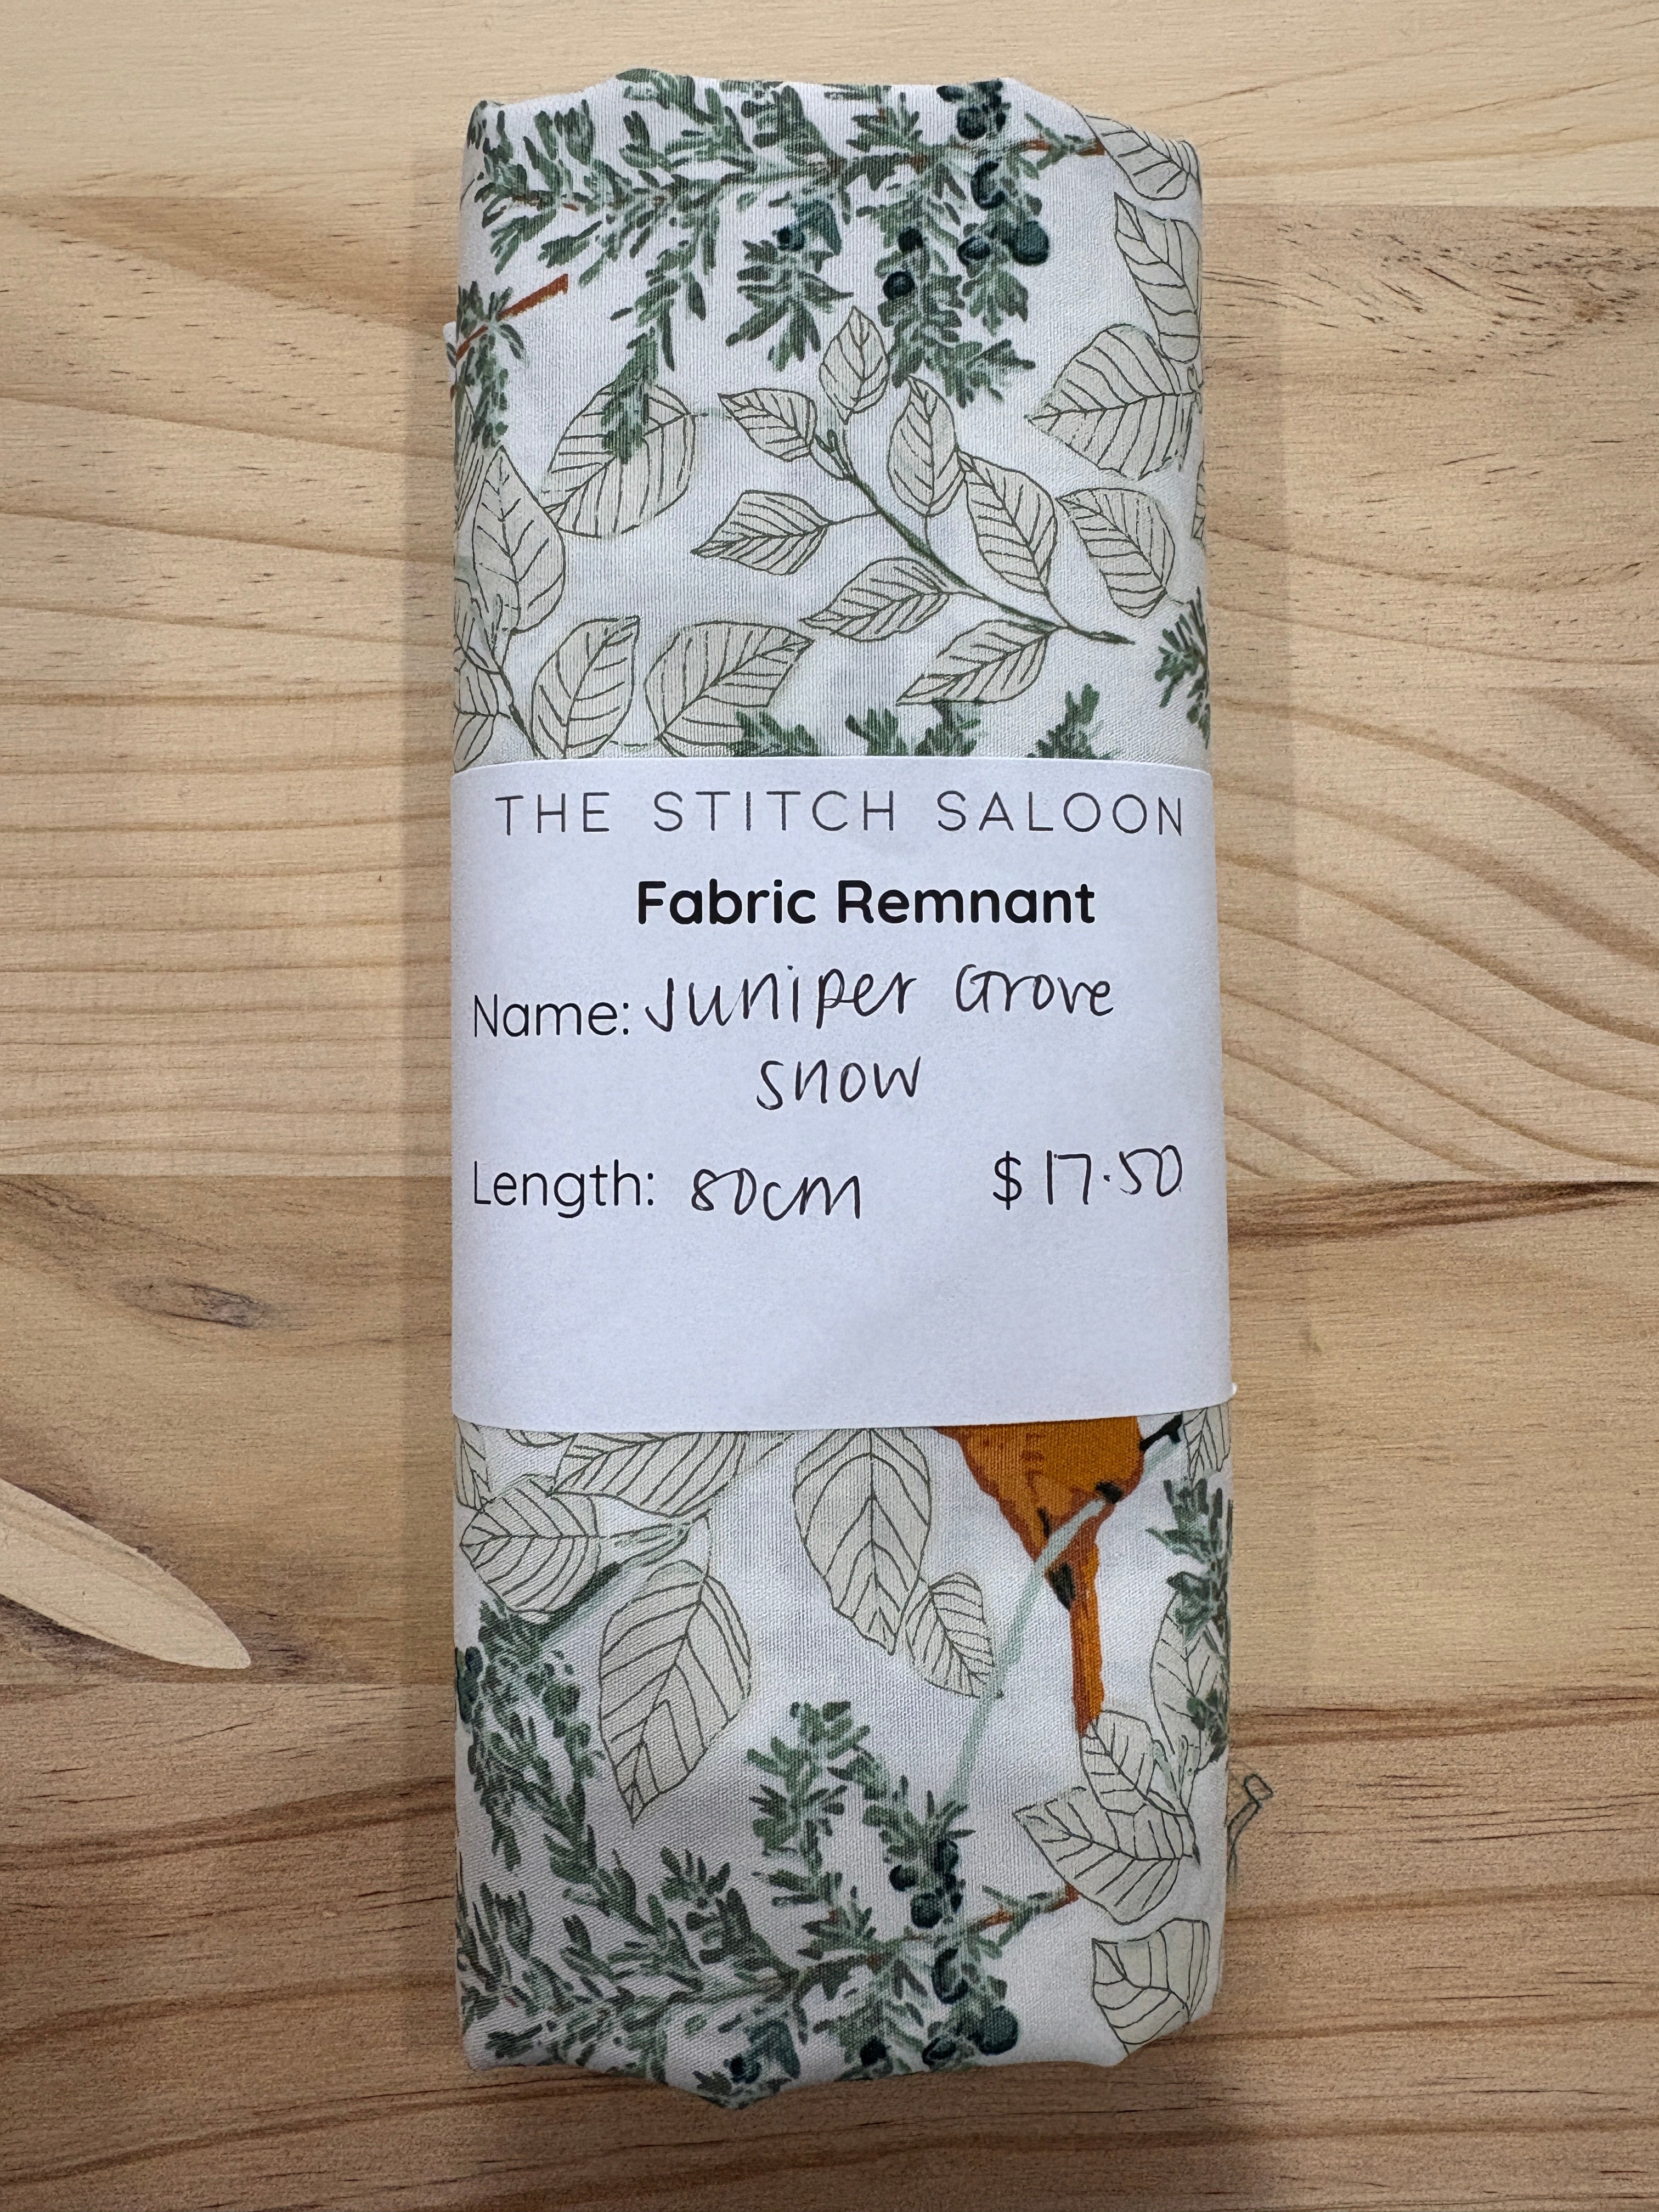 THE STITCH SALOON
Fabric Remnant
Name: Juniper Grove
snow
Length: 80cm $17.50